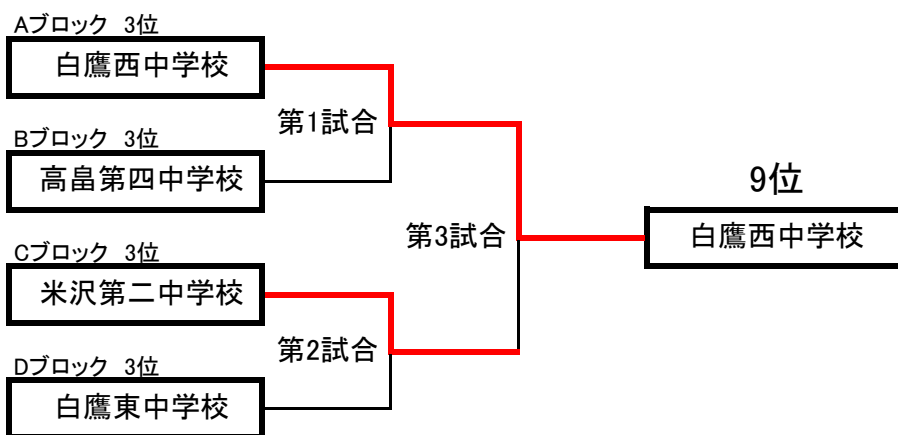 Aブロック 3位
白鷹西中学校
第1試合
Bブロック 3位
高畠第四中学校
9位
第3試合
白鷹西中学校
Cブロック 3位
米沢第二中学校
第2試合
Dブロック 3位
白鷹東中学校